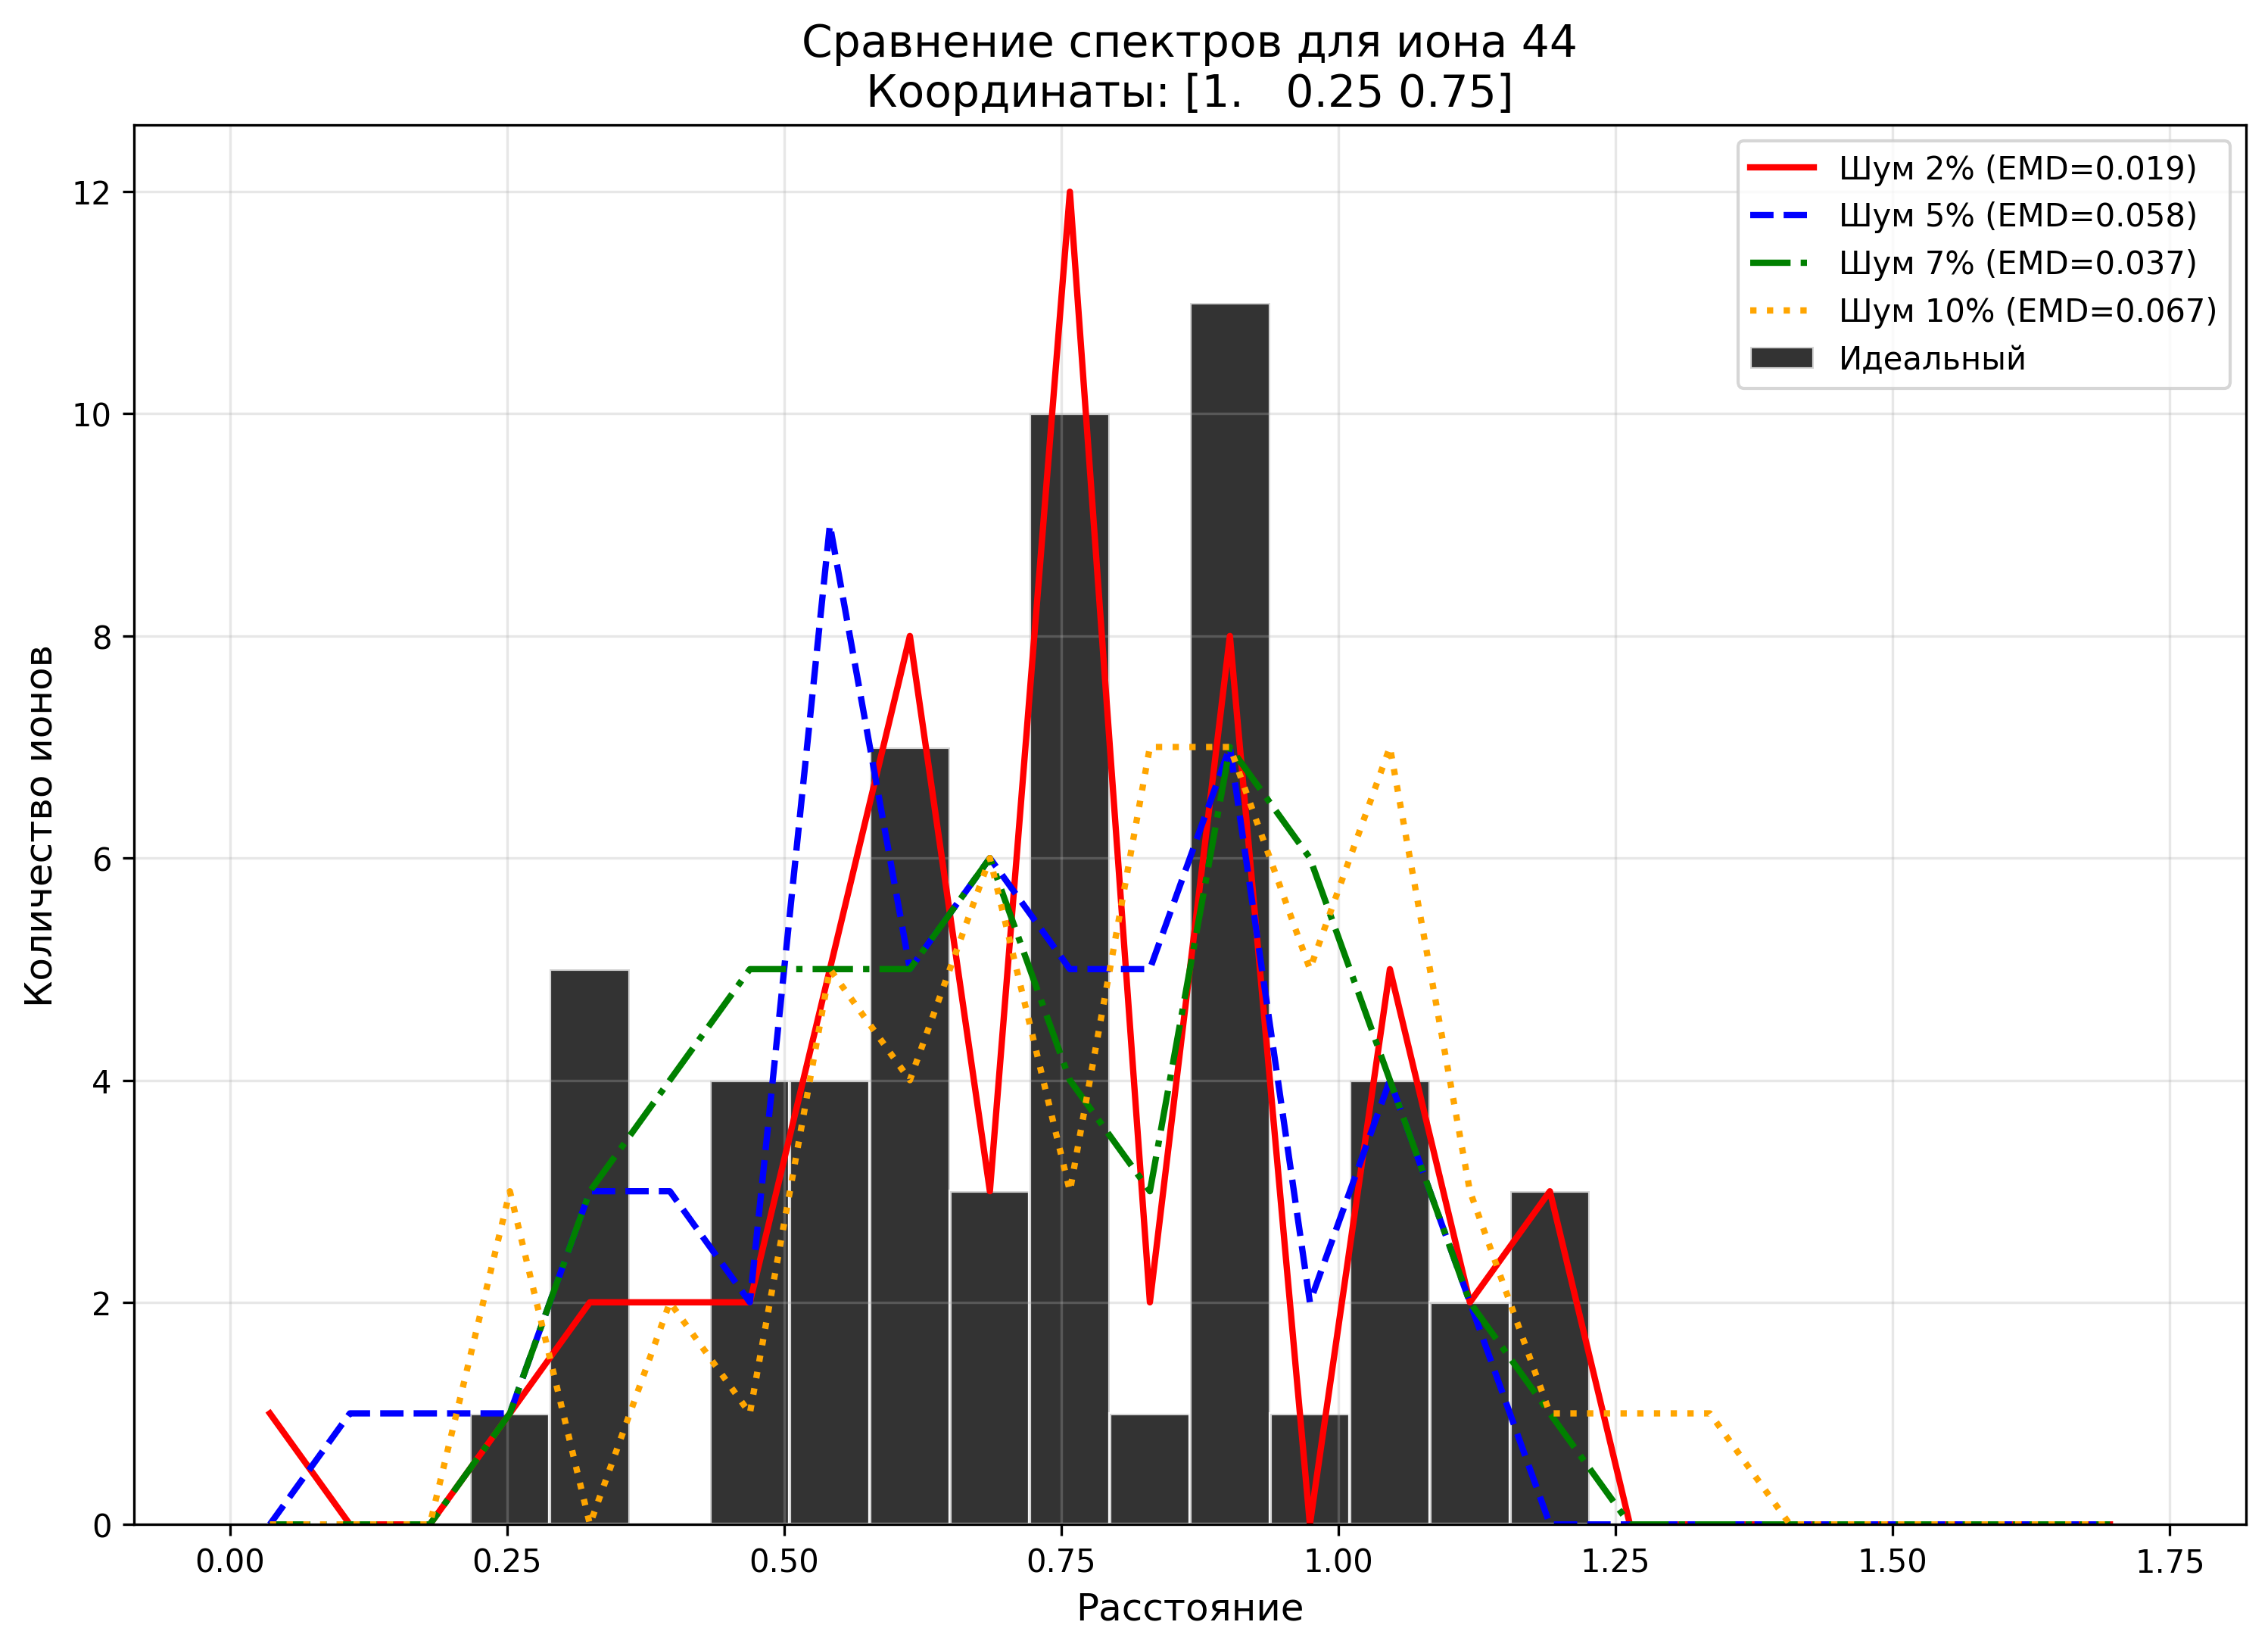 Сравнение спектров для иона 44
Координаты: [1.   0.25 0.75]
Количество ионов
12
10
8
6
4
2
0
Шум 2% (EMD=0.019)
Шум 5% (EMD=0.058)
Шум 7% (EMD=0.037)
Шум 10% (EMD=0.067)
Идеальный
0.00 0.25 0.50 0.75 1.00 1.25 1.50 1.75
Расстояние